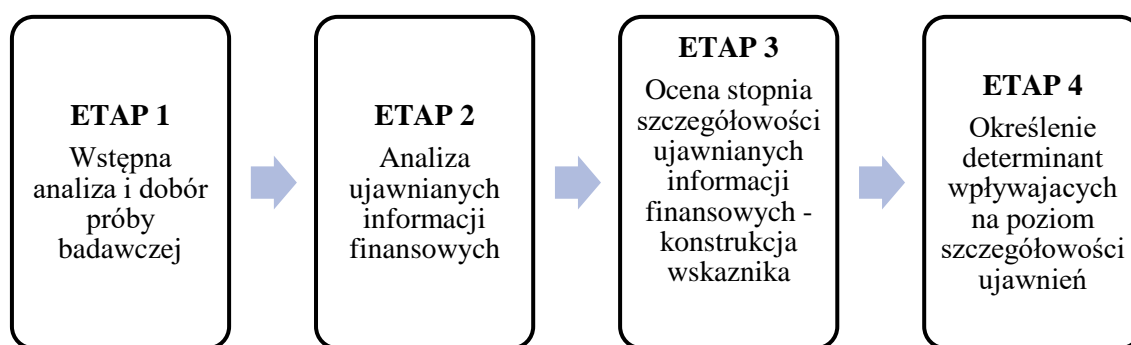 ETAP 1
Wstępna
analiza i dobór
próby
badawczej
ETAP 2
Analiza
ujawnianych
informacji
finansowych
ETAP 3
Ocena stopnia
szczegółowości
ujawnianych
informacji
finansowych -
konstrukcja
wskaznika
ETAP 4
Określenie
determinant
wpływajacych
na poziom
szczegółowości
ujawnień